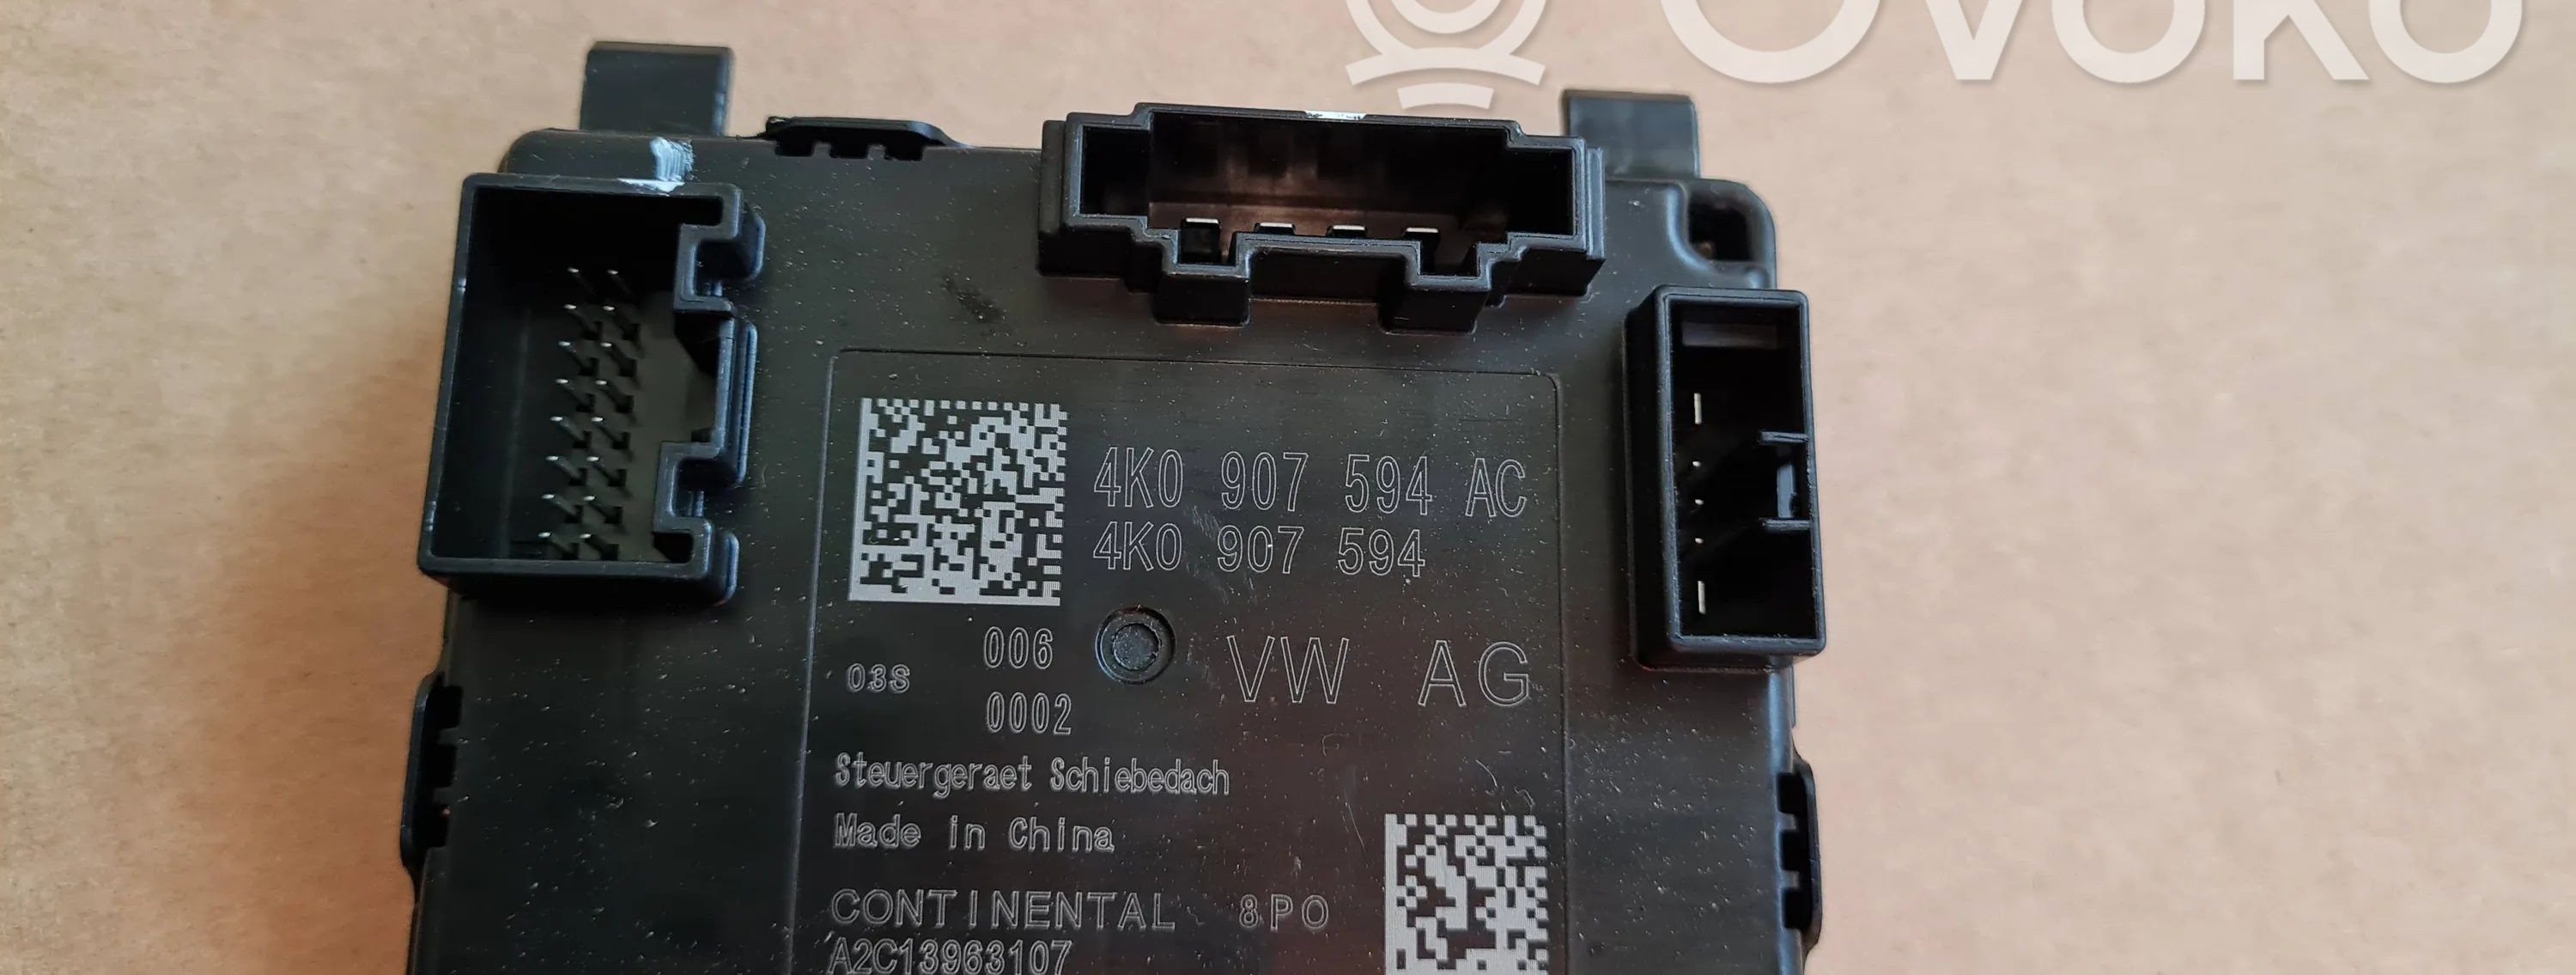 OVOKO
4K0 907 594 AC
4K0 907 594
006
03S
0002
VW AG
Steuergeraet Schiebedach
Made in China
CONTINENTAL 8PO
A2C13963107